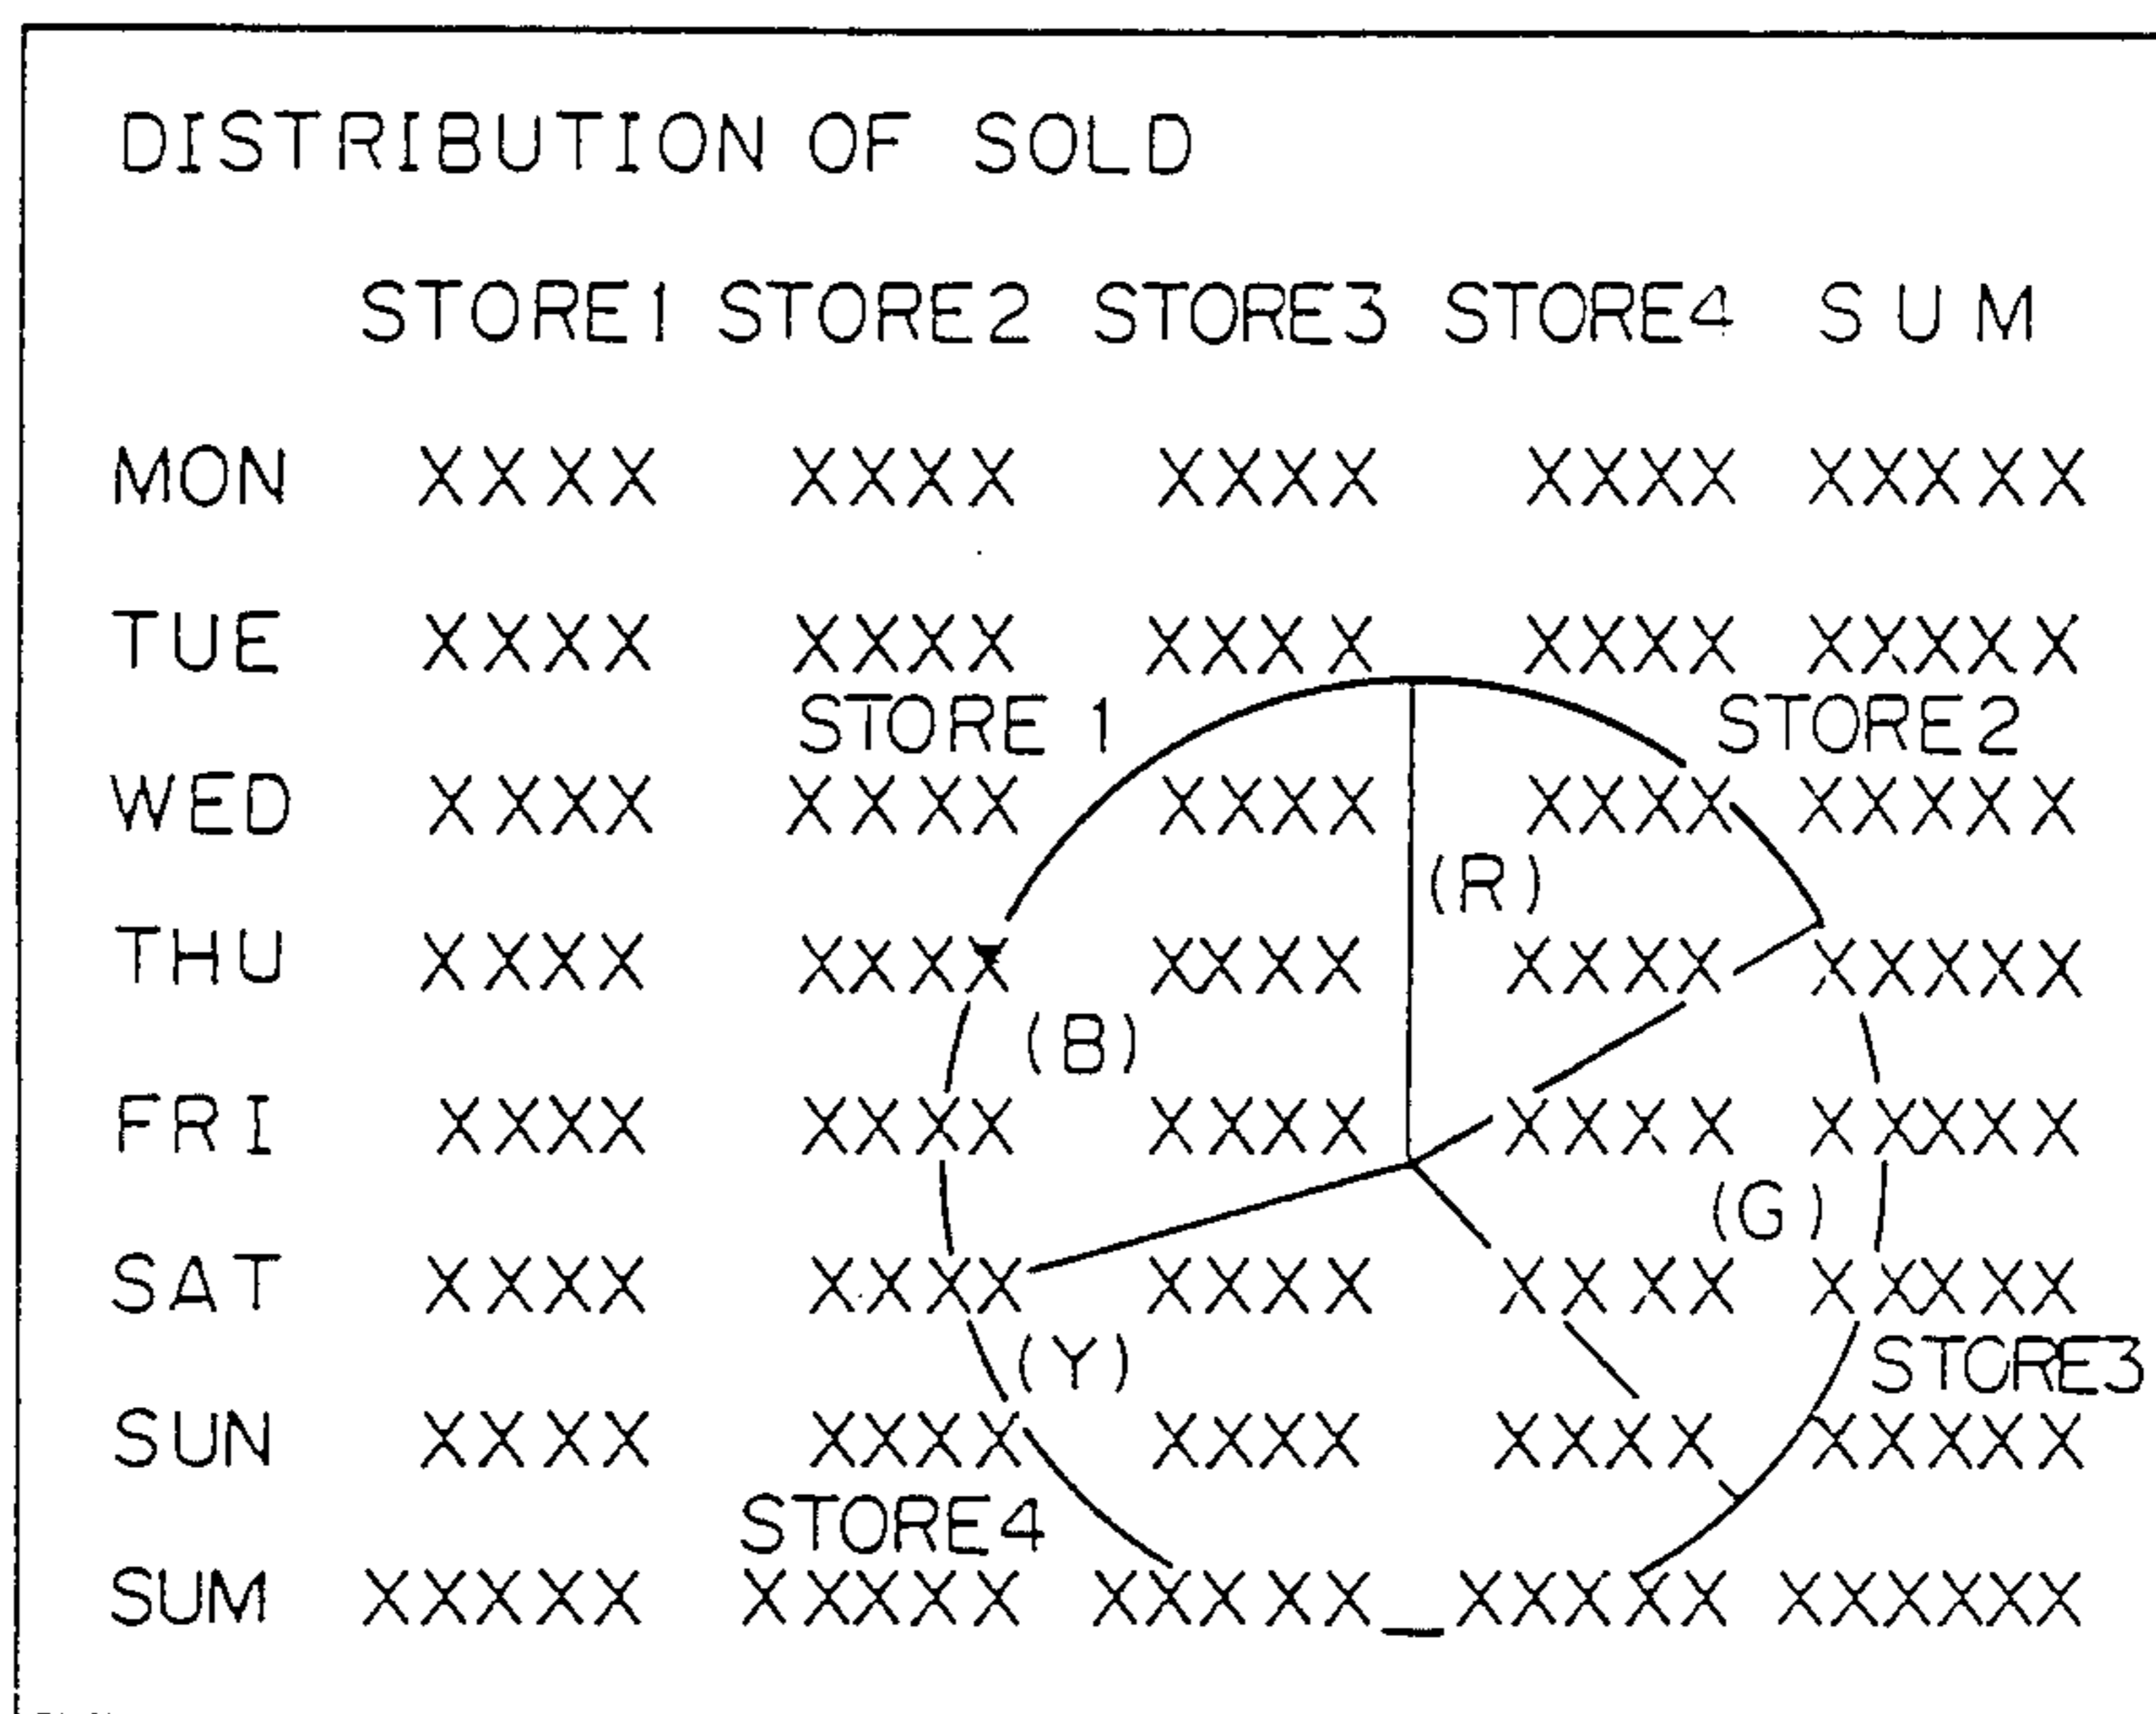 DISTRIBUTION OF SOLD
STORE1 STORE2 STORE3 STORE4 SUM
MON XXXX XXXX XXXX XXXX XXXXX
TUE XXXX XXXX XXXX XXXX XXXXX
STORE 1 STORE2
WED XXXX XXXX XXXX XXXX XXXXX
(R)
THU XXXX XXXX XXXX XXXX XXXXX
(B)
FRI XXXX XXXX XXXX XXXX XXXXX
(G)
SAT XXXX XXXX XXXX XXXX XXXXX
(Y) STORE3
SUN XXXX XXXX XXXX XXXX XXXXX
STORE4
SUM XXXXX XXXXX XXXXX XXXXX XXXXXX